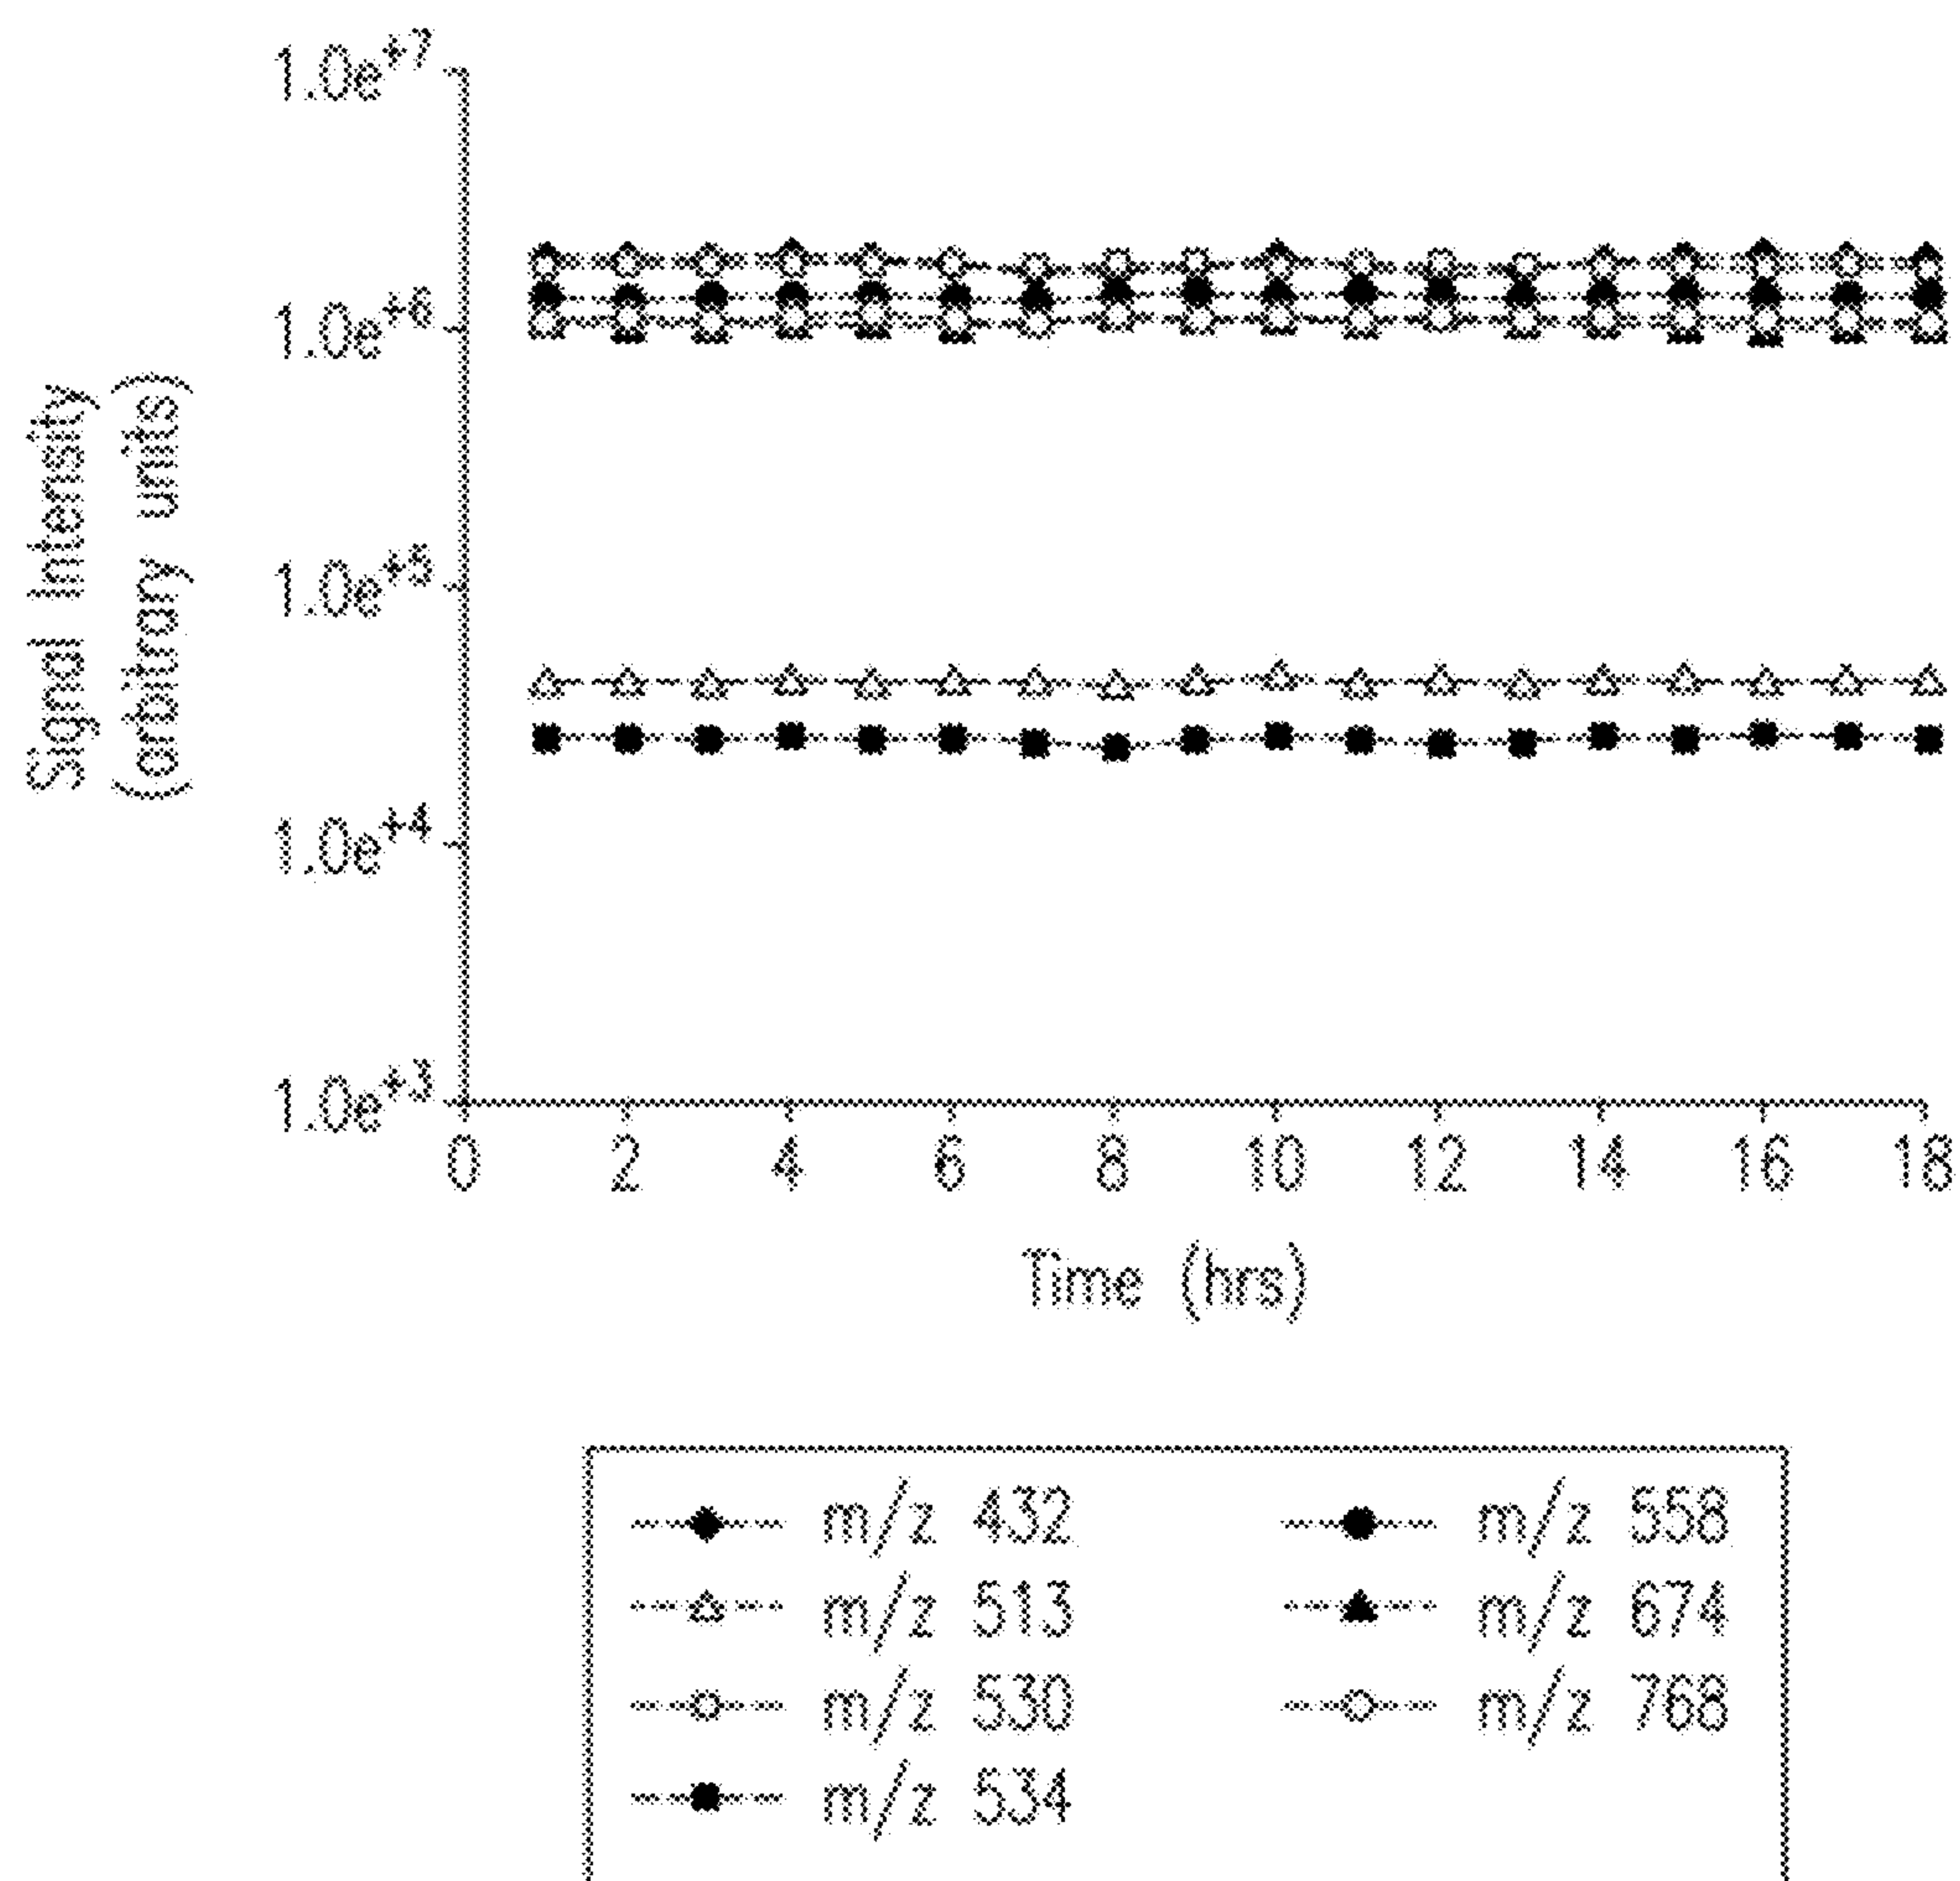 1.0e+7
1.0e+6
1.0e+5
1.0e+4
1.0e+3
Signal Intensity
(arbitrary units)
0 2 4 6 8 10 12 14 16 18
Time (hrs)
m/z 432 m/z 558
m/z 513 m/z 674
m/z 530 m/z 768
m/z 534